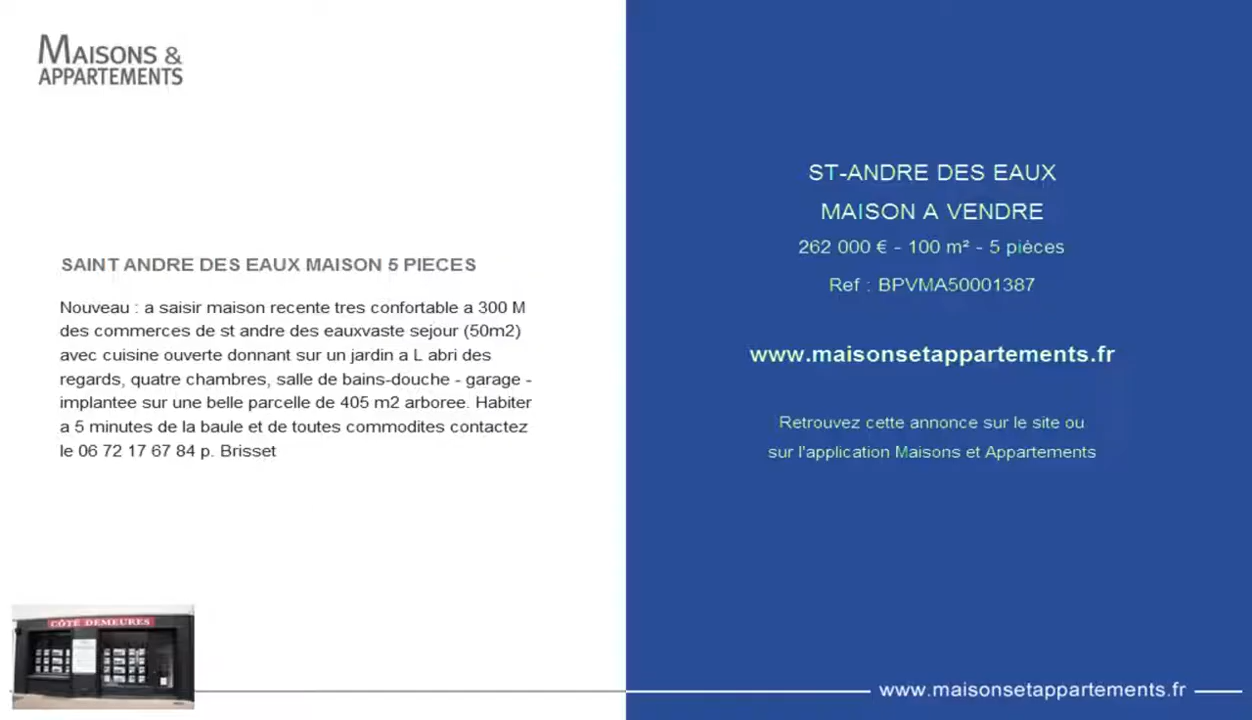 MAISONS &
APPARTEMENTS
SAINT ANDRE DES EAUX MAISON 5 PIECES
Nouveau : a saisir maison recente tres confortable a 300 M
des commerces de st andre des eauxvaste sejour (50m2)
avec cuisine ouverte donnant sur un jardin a L abri des
regards, quatre chambres, salle de bains-douche - garage -
implantee sur une belle parcelle de 405 m2 arboree. Habiter
a 5 minutes de la baule et de toutes commodites contactez
le 06 72 17 67 84 p. Brisset
CÔTÉ DEMEURES
ST-ANDRE DES EAUX
MAISON A VENDRE
262 000 € - 100 m² - 5 pièces
Ref : BPVMA50001387
www.maisonsetappartements.fr
Retrouvez cette annonce sur le site ou
sur l'application Maisons et Appartements
www.maisonsetappartements.fr